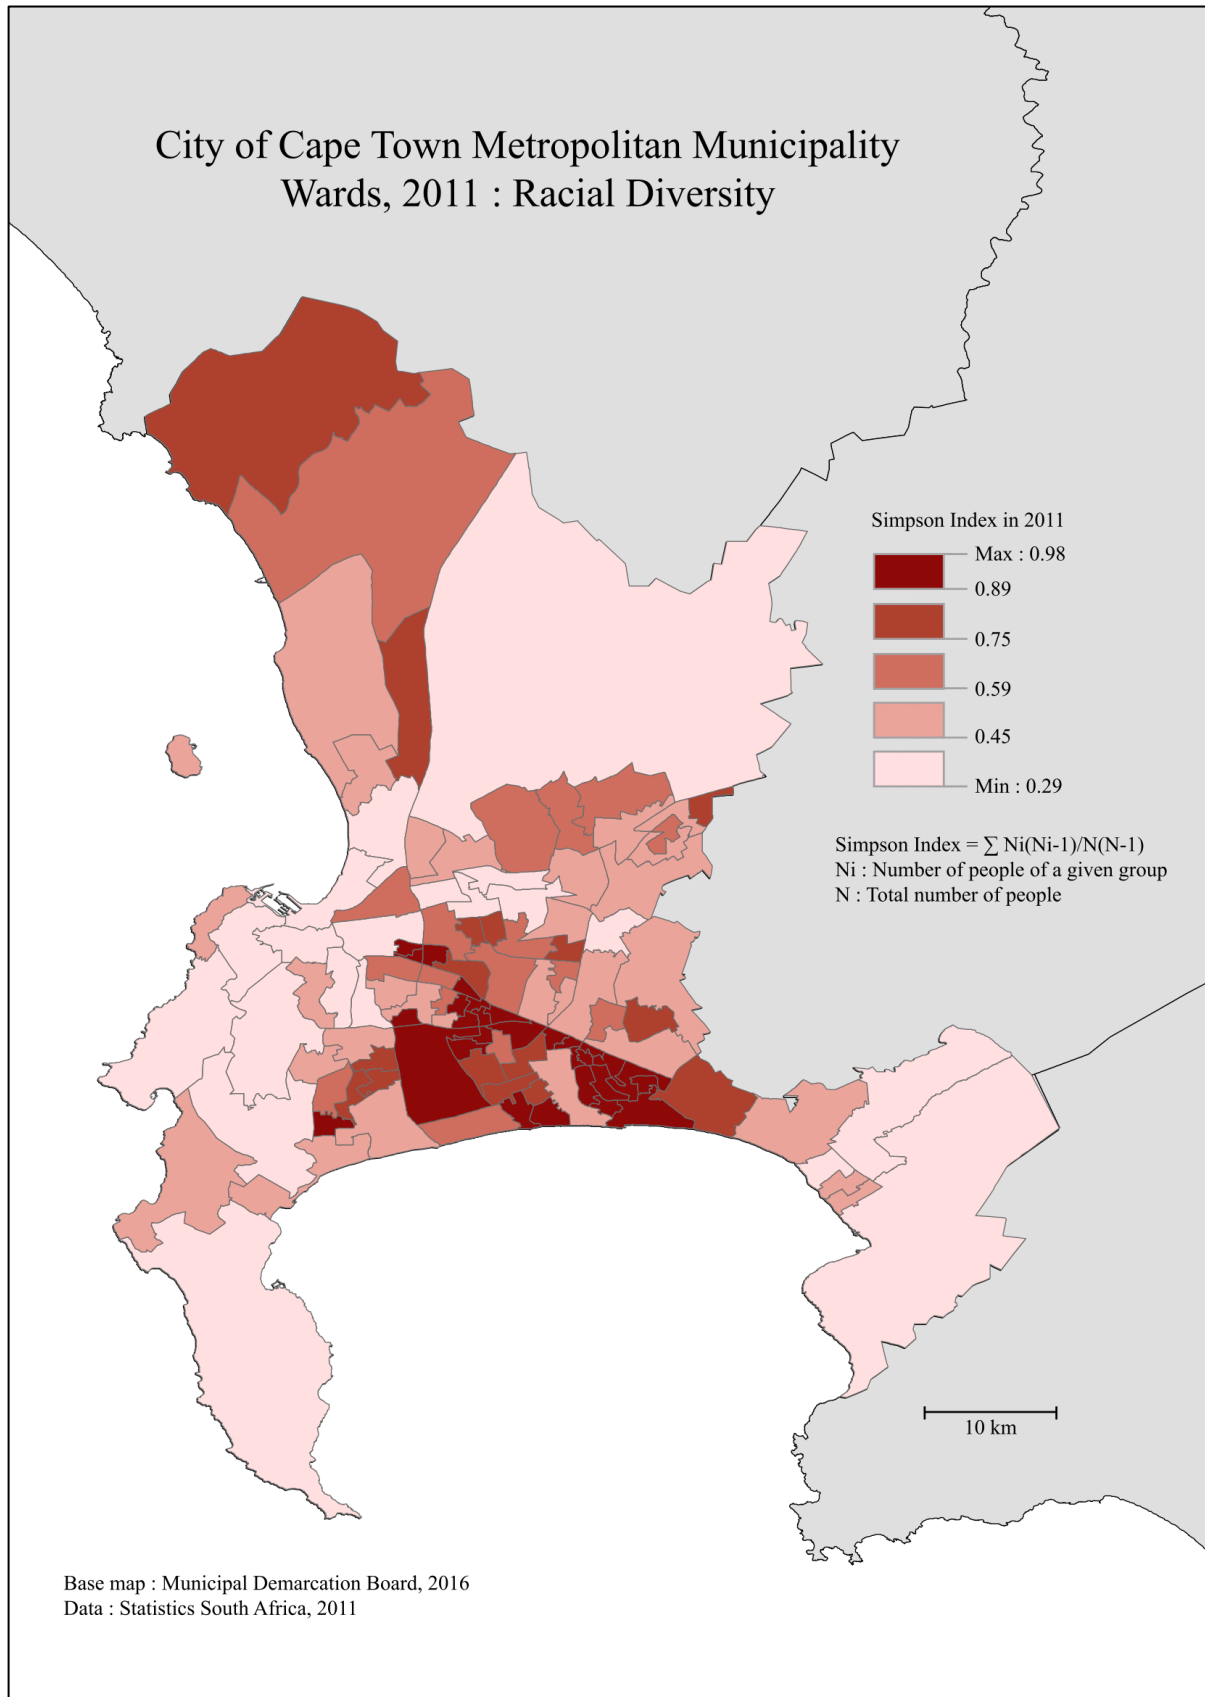 City of Cape Town Metropolitan Municipality
Wards, 2011 : Racial Diversity
Simpson Index in 2011
Max : 0.98
0.89
0.75
0.59
0.45
Min : 0.29
Simpson Index = ∑ Ni(Ni-1)/N(N-1)
Ni : Number of people of a given group
N : Total number of people
10 km
Base map : Municipal Demarcation Board, 2016
Data : Statistics South Africa, 2011